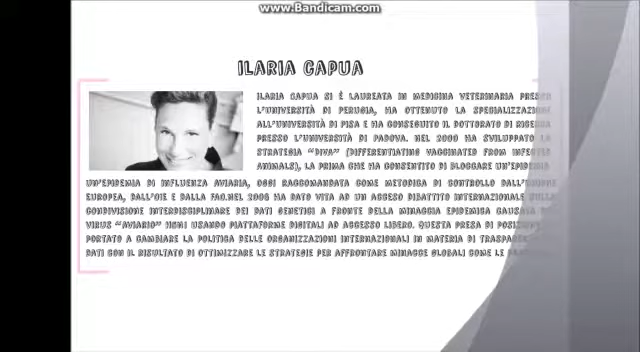 www.Bandicam.com
ILARIA CAPUA
ILARIA CAPUA SI È LAUREATA IN MEDICINA VETERINARIA PRESSO
L'UNIVERSITÀ DI PERUGIA, HA OTTENUTO LA SPECIALIZZAZIONE
ALL'UNIVERSITÀ DI PISA E HA CONSEGUITO IL DOTTORATO DI RICERCA
PRESSO L'UNIVERSITÀ DI PADOVA. NEL 2000 HA SVILUPPATO LA
STRATEGIA "DIVA" (DIFFERENTIATING VACCINATED FROM INFECTED
ANIMALS), LA PRIMA CHE HA CONSENTITO DI BLOCCARE UN'EPIDEMIA
UN'EPIDEMIA DI INFLUENZA AVIARIA, OGGI RACCOMANDATA COME METODICA DI CONTROLLO DALL'UNIONE
EUROPEA, DALL'OIE E DALLA FAO.NEL 2006 HA DATO VITA AD UN ACCESO DIBATTITO INTERNAZIONALE SULLA
CONDIVISIONE INTERDISCIPLINARE DEI DATI GENETICI A FRONTE DELLA MINACCIA EPIDEMICA CAUSATA DA
VIRUS "AVIARIO" H5N1 USANDO PIATTAFORME DIGITALI AD ACCESSO LIBERO. QUESTA PRESA DI POSIZIONE
PORTATO A CAMBIARE LA POLITICA DELLE ORGANIZZAZIONI INTERNAZIONALI IN MATERIA DI
DATI CON IL RISULTATO DI OTTIMIZZARE LE STRATEGIE PER AFFRONTARE MINACCE GLOBALI COME LE